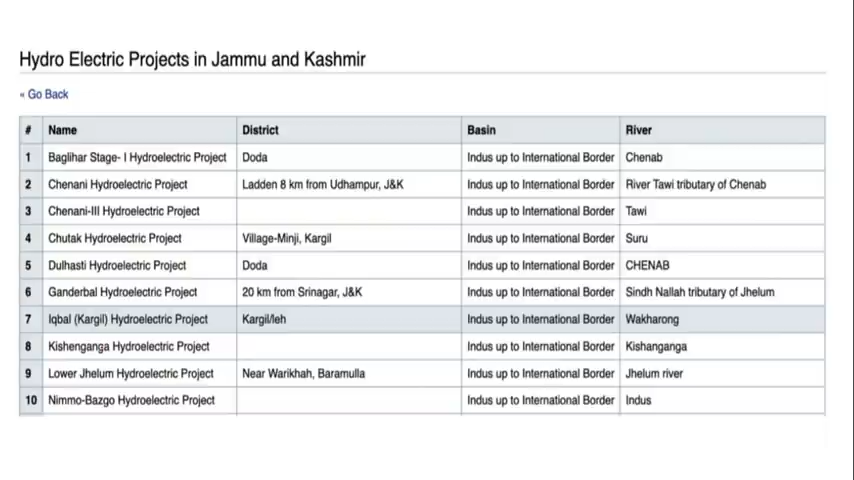 Hydro Electric Projects in Jammu and Kashmir
« Go Back
# Name District Basin River
1 Baglihar Stage- I Hydroelectric Project Doda Indus up to International Border Chenab
2 Chenani Hydroelectric Project Ladden 8 km from Udhampur, J&K Indus up to International Border River Tawi tributary of Chenab
3 Chenani-III Hydroelectric Project Indus up to International Border Tawi
4 Chutak Hydroelectric Project Village-Minji, Kargil Indus up to International Border Suru
5 Dulhasti Hydroelectric Project Doda Indus up to International Border CHENAB
6 Ganderbal Hydroelectric Project 20 km from Srinagar, J&K Indus up to International Border Sindh Nallah tributary of Jhelum
7 Iqbal (Kargil) Hydroelectric Project Kargil/leh Indus up to International Border Wakharong
8 Kishenganga Hydroelectric Project Indus up to International Border Kishanganga
9 Lower Jhelum Hydroelectric Project Near Warikhah, Baramulla Indus up to International Border Jhelum river
10 Nimmo-Bazgo Hydroelectric Project Indus up to International Border Indus